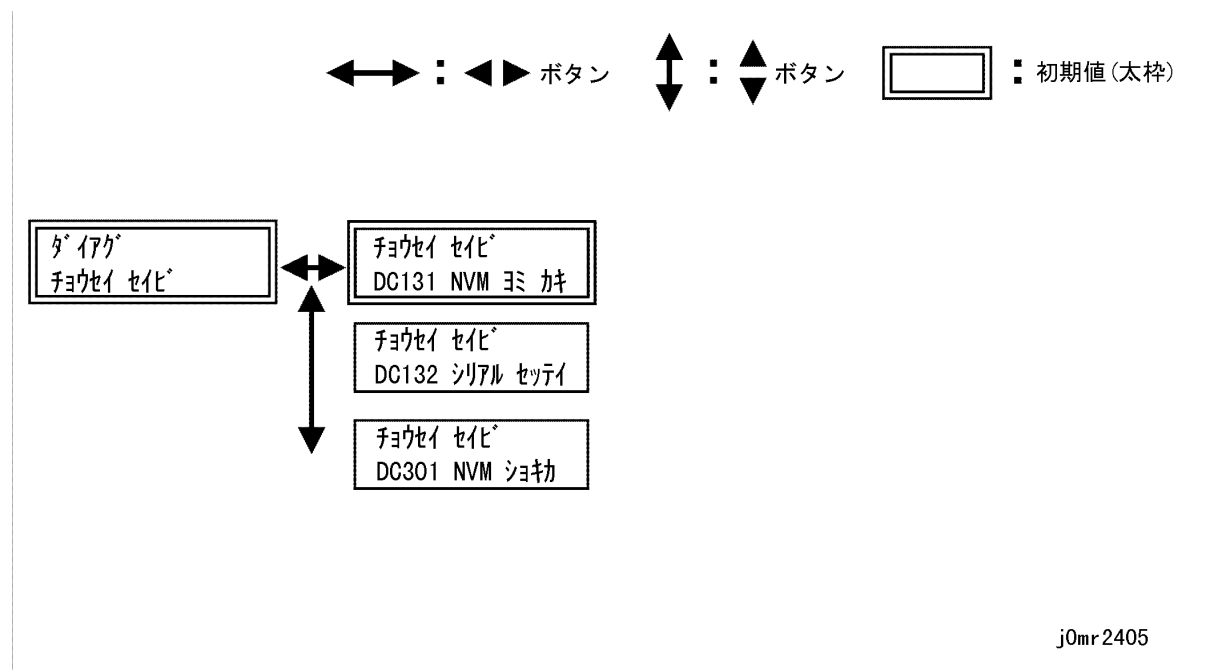 : ◀ ▶ ボタン : ▲▼ ボタン : 初期値(太枠)
ﾀﾞｲｱｸﾞ
ﾁｮｳｾｲ ｾｲﾋﾞ
ﾁｮｳｾｲ ｾｲﾋﾞ
DC131 NVM ﾖﾐ ｶｷ
ﾁｮｳｾｲ ｾｲﾋﾞ
DC132 ｼﾘｱﾙ ｾｯﾃｲ
ﾁｮｳｾｲ ｾｲﾋﾞ
DC301 NVM ｼｮｷｶ
j0mr2405